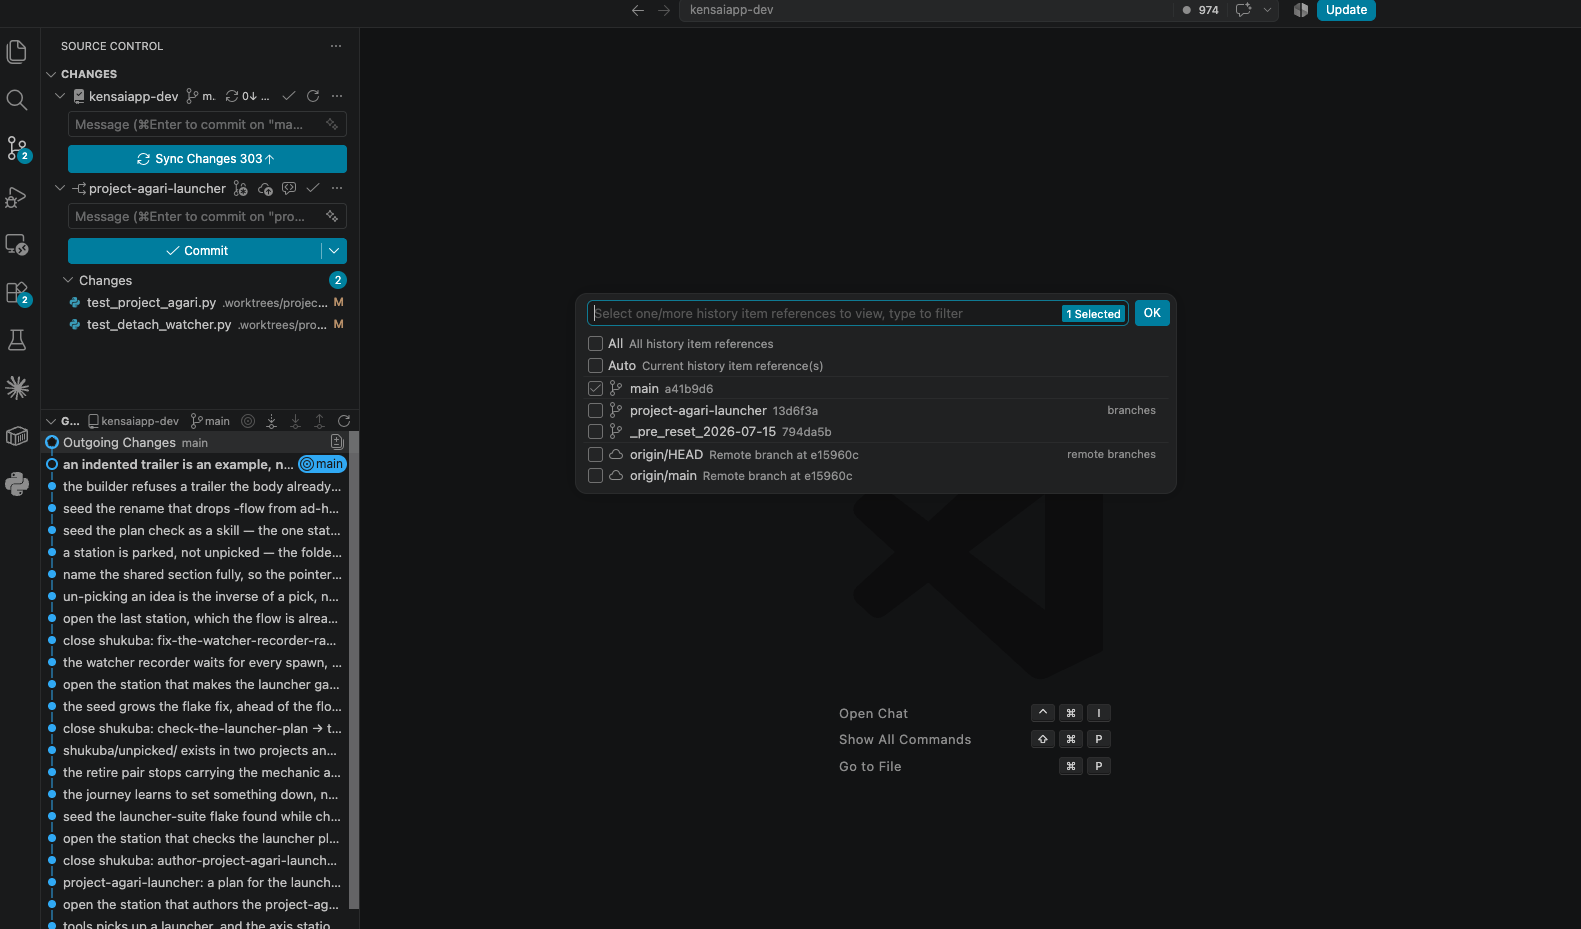 kensaiapp-dev
974
Update
SOURCE CONTROL
CHANGES
kensaiapp-dev m. 0↓ ...
Message (⌘Enter to commit on "ma...
Sync Changes 303↑
project-agari-launcher
Message (⌘Enter to commit on "pro...
Commit
Changes 2
test_project_agari.py .worktrees/projec... M
test_detach_watcher.py .worktrees/pro... M
2
2
G... kensaiapp-dev main
Outgoing Changes main
an indented trailer is an example, n... main
the builder refuses a trailer the body already...
seed the rename that drops -flow from ad-h...
seed the plan check as a skill — the one stat...
a station is parked, not unpicked — the folde...
name the shared section fully, so the pointer...
un-picking an idea is the inverse of a pick, n...
open the last station, which the flow is alrea...
close shukuba: fix-the-watcher-recorder-ra...
the watcher recorder waits for every spawn, ...
open the station that makes the launcher ga...
the seed grows the flake fix, ahead of the flo...
close shukuba: check-the-launcher-plan → t...
shukuba/unpicked/ exists in two projects an...
the retire pair stops carrying the mechanic a...
the journey learns to set something down, n...
seed the launcher-suite flake found while ch...
open the station that checks the launcher pl...
close shukuba: author-project-agari-launch...
project-agari-launcher: a plan for the launch...
open the station that authors the project-ag...
tools picks up a launcher, and the axis statio...
Select one/more history item references to view, type to filter 1 Selected OK
All All history item references
Auto Current history item reference(s)
main a41b9d6
project-agari-launcher 13d6f3a branches
_pre_reset_2026-07-15 794da5b
origin/HEAD Remote branch at e15960c remote branches
origin/main Remote branch at e15960c
Open Chat ⌃ ⌘ I
Show All Commands ⇧ ⌘ P
Go to File ⌘ P